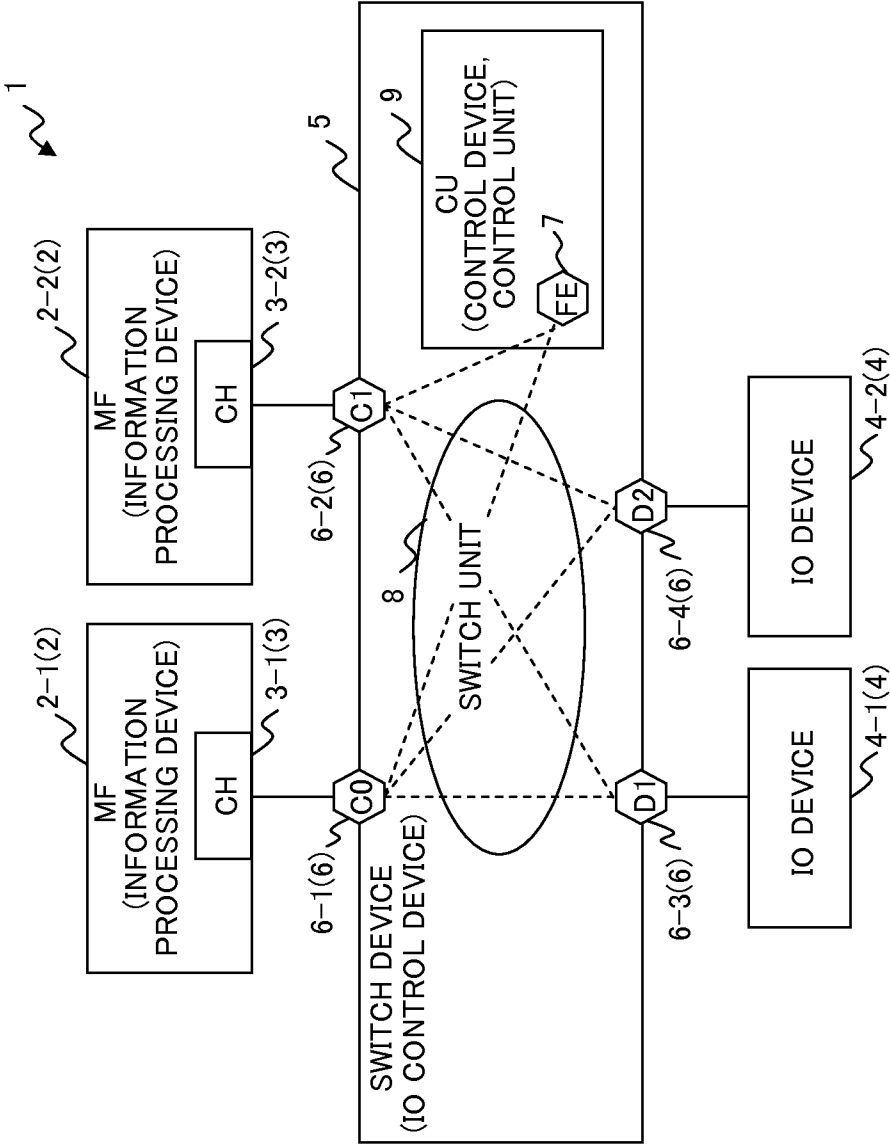 1
2-1(2)
MF
(INFORMATION
PROCESSING DEVICE)
CH
3-1(3)
2-2(2)
MF
(INFORMATION
PROCESSING DEVICE)
CH
3-2(3)
6-1(6)
C0
6-2(6)
C1
5
SWITCH DEVICE
(IO CONTROL DEVICE)
8
SWITCH UNIT
9
CU
(CONTROL DEVICE,
CONTROL UNIT)
FE
7
6-3(6)
D1
6-4(6)
D2
IO DEVICE
4-1(4)
IO DEVICE
4-2(4)